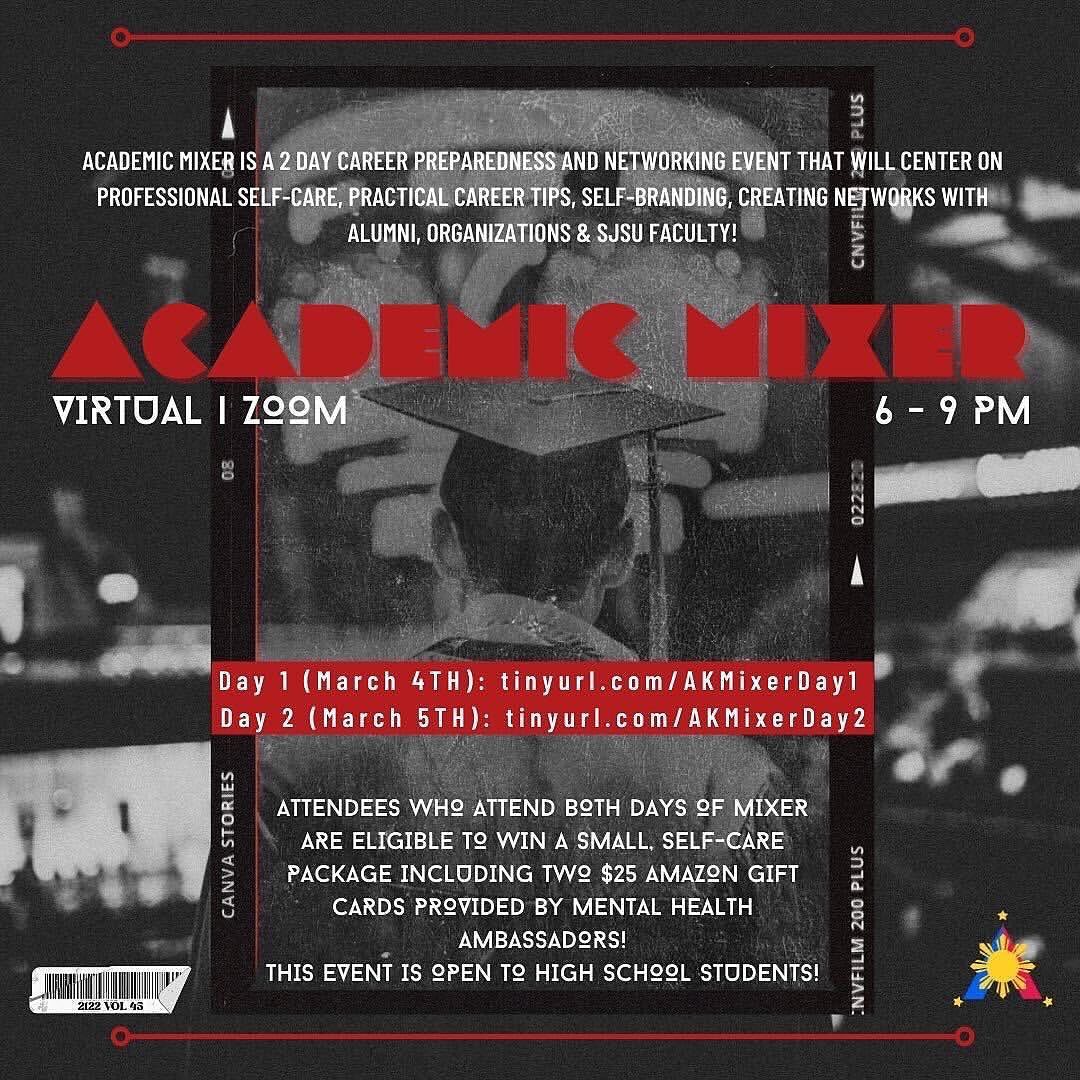 ACADEMIC MIXER IS A 2 DAY CAREER PREPAREDNESS AND NETWORKING EVENT THAT WILL CENTER ON
PROFESSIONAL SELF-CARE, PRACTICAL CAREER TIPS, SELF-BRANDING, CREATING NETWORKS WITH
ALUMNI, ORGANIZATIONS & SJSU FACULTY!
ACADEMIC MIXER
VIRTUAL | ZOOM
6 - 9 PM
08
022820
Day 1 (March 4TH): tinyurl.com/AKMixerDay1
Day 2 (March 5TH): tinyurl.com/AKMixerDay2
ATTENDEES WHO ATTEND BOTH DAYS OF MIXER
ARE ELIGIBLE TO WIN A SMALL, SELF-CARE
PACKAGE INCLUDING TWO $25 AMAZON GIFT
CARDS PROVIDED BY MENTAL HEALTH
AMBASSADORS!
THIS EVENT IS OPEN TO HIGH SCHOOL STUDENTS!
CANVA STORIES
CNVFILM 200 PLUS
NVFILM 200 PLUS
2122 VOL 45